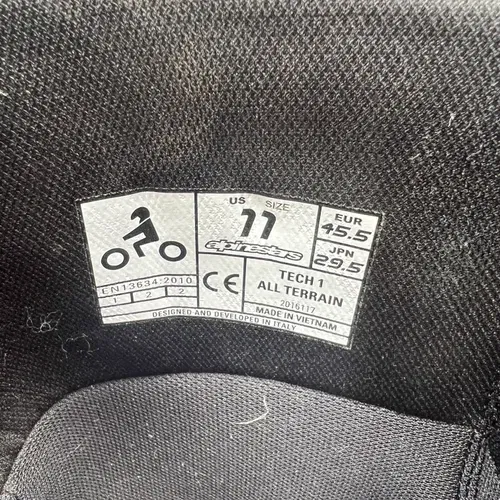 US SIZE
11
alpinestars
EUR
45.5
JPN
29.5
EN13634:2010
1 2 2
CE
TECH 1
ALL TERRAIN
2016117
MADE IN VIETNAM
DESIGNED AND DEVELOPED IN ITALY